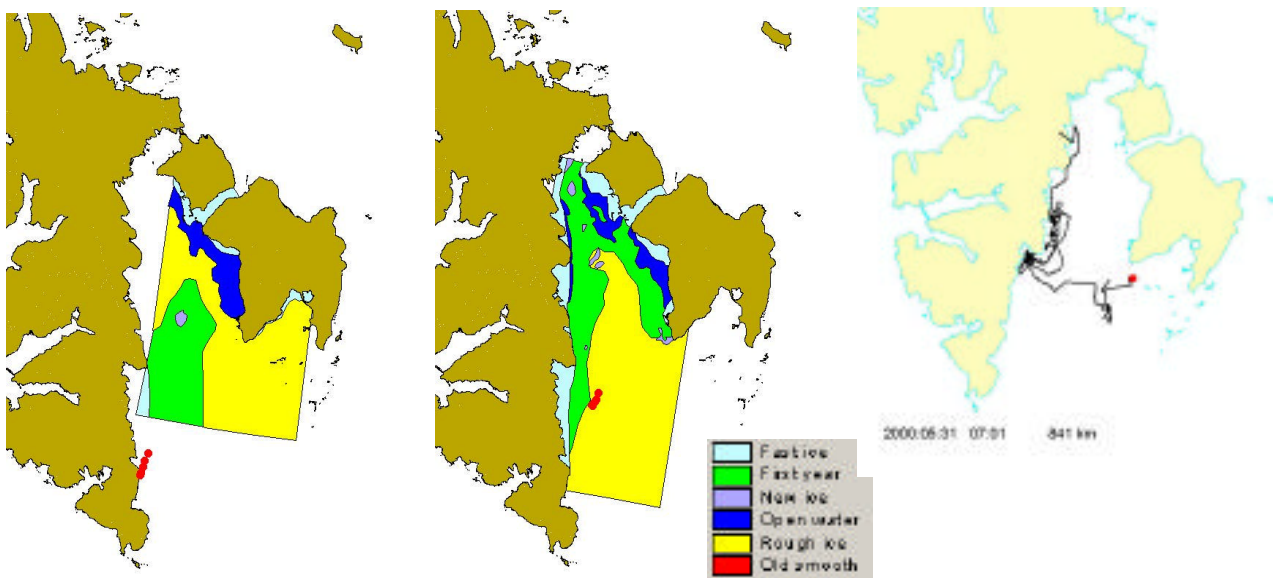 Fast ice
First year
New ice
Open water
Rough ice
Old smooth
2000:05:31 07:01 841 km